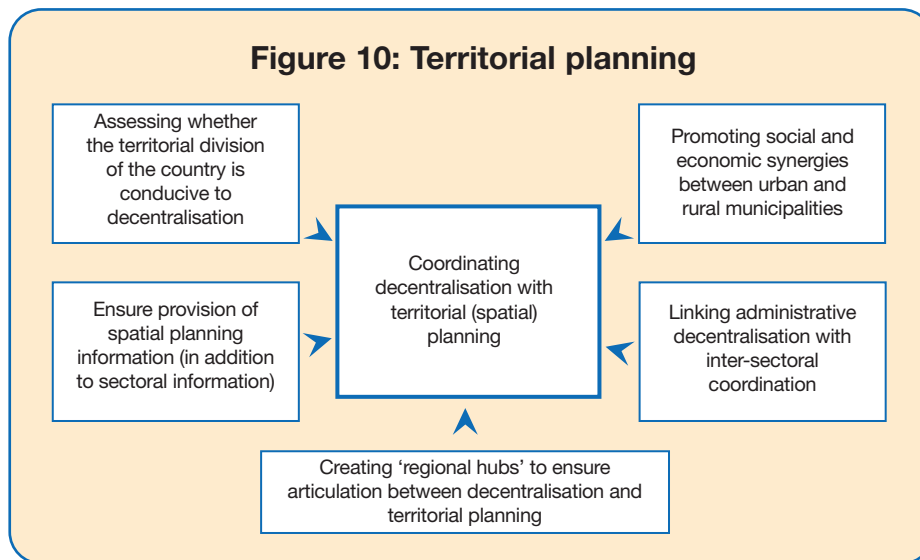 Figure 10: Territorial planning
Assessing whether
the territorial division
of the country is
conducive to
decentralisation
Promoting social and
economic synergies
between urban and
rural municipalities
Coordinating
decentralisation with
territorial (spatial)
planning
Ensure provision of
spatial planning
information (in addition
to sectoral information)
Linking administrative
decentralisation with
inter-sectoral
coordination
Creating ‘regional hubs’ to ensure
articulation between decentralisation and
territorial planning